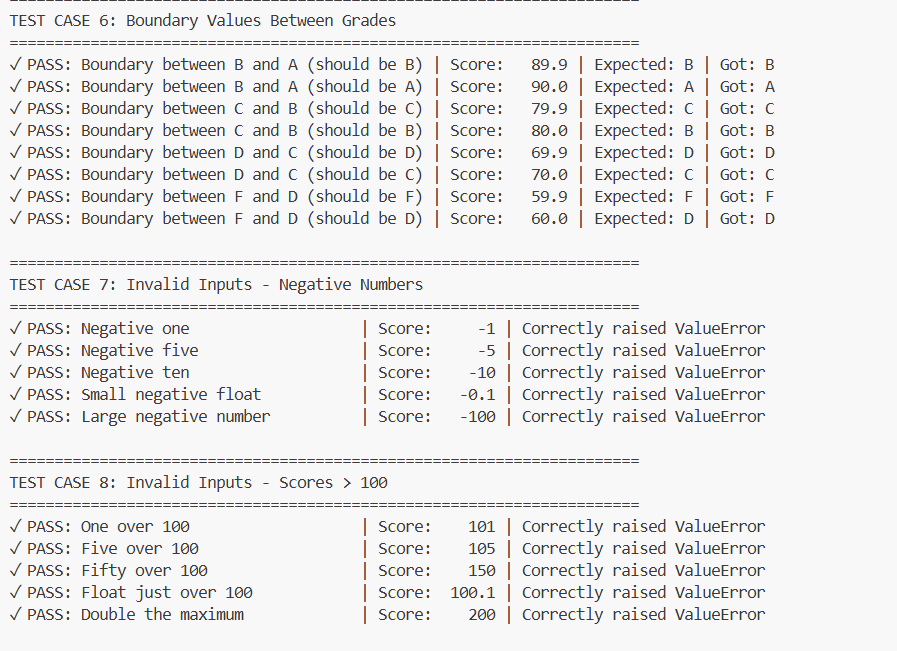 ======================================================================
TEST CASE 6: Boundary Values Between Grades
======================================================================
✓ PASS: Boundary between B and A (should be B) | Score:   89.9 | Expected: B | Got: B
✓ PASS: Boundary between B and A (should be A) | Score:   90.0 | Expected: A | Got: A
✓ PASS: Boundary between C and B (should be C) | Score:   79.9 | Expected: C | Got: C
✓ PASS: Boundary between C and B (should be B) | Score:   80.0 | Expected: B | Got: B
✓ PASS: Boundary between D and C (should be D) | Score:   69.9 | Expected: D | Got: D
✓ PASS: Boundary between D and C (should be C) | Score:   70.0 | Expected: C | Got: C
✓ PASS: Boundary between F and D (should be F) | Score:   59.9 | Expected: F | Got: F
✓ PASS: Boundary between F and D (should be D) | Score:   60.0 | Expected: D | Got: D

======================================================================
TEST CASE 7: Invalid Inputs - Negative Numbers
======================================================================
✓ PASS: Negative one                   | Score:     -1 | Correctly raised ValueError
✓ PASS: Negative five                  | Score:     -5 | Correctly raised ValueError
✓ PASS: Negative ten                   | Score:    -10 | Correctly raised ValueError
✓ PASS: Small negative float           | Score:   -0.1 | Correctly raised ValueError
✓ PASS: Large negative number          | Score:   -100 | Correctly raised ValueError

======================================================================
TEST CASE 8: Invalid Inputs - Scores > 100
======================================================================
✓ PASS: One over 100                   | Score:    101 | Correctly raised ValueError
✓ PASS: Five over 100                  | Score:    105 | Correctly raised ValueError
✓ PASS: Fifty over 100                 | Score:    150 | Correctly raised ValueError
✓ PASS: Float just over 100            | Score:  100.1 | Correctly raised ValueError
✓ PASS: Double the maximum             | Score:    200 | Correctly raised ValueError